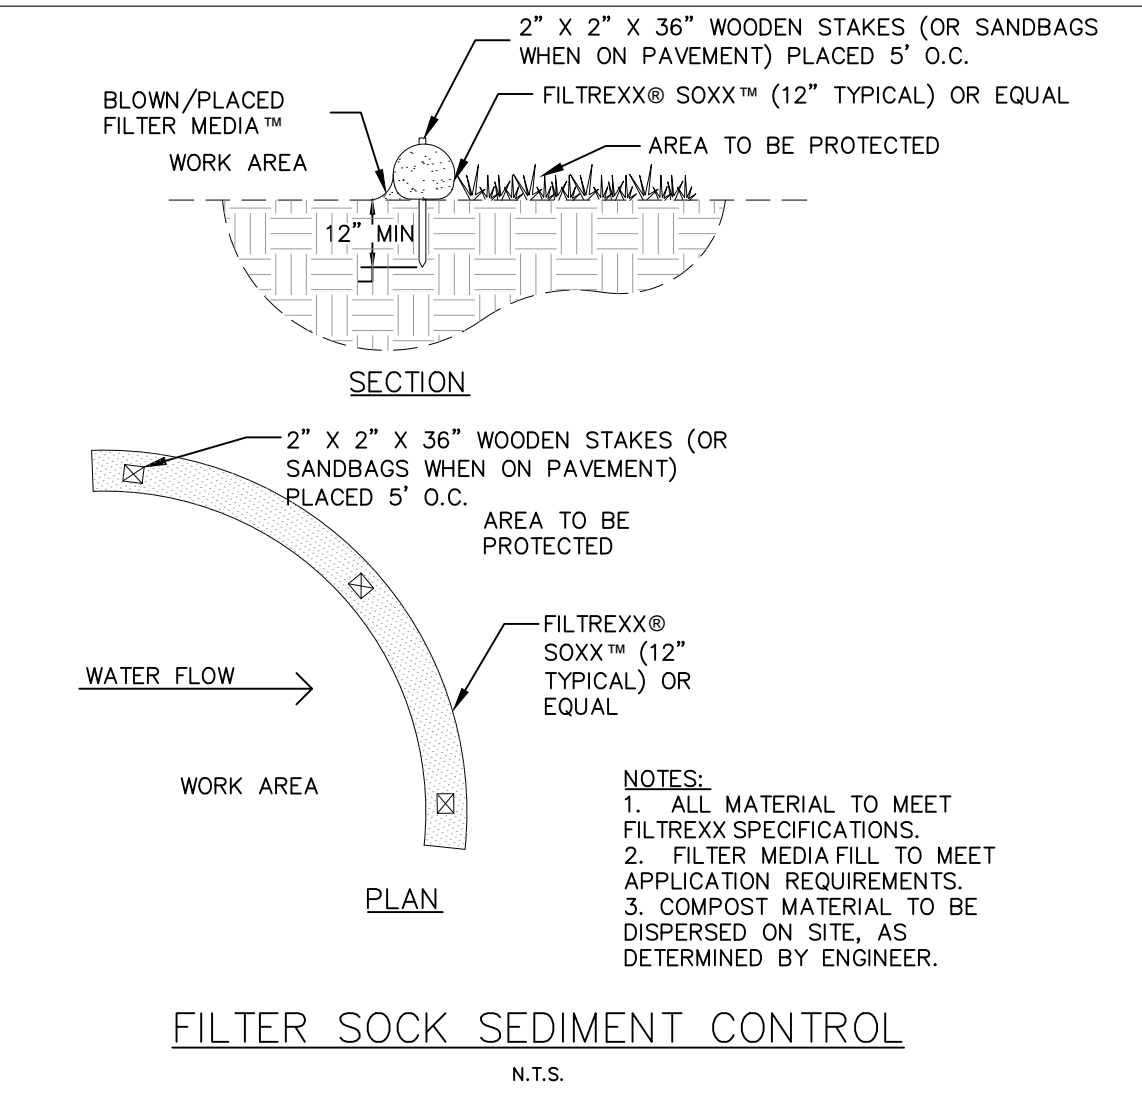 2” X 2” X 36” WOODEN STAKES (OR SANDBAGS
WHEN ON PAVEMENT) PLACED 5’ O.C.
BLOWN/PLACED
FILTER MEDIA™
FILTREXX® SOXX™ (12” TYPICAL) OR EQUAL
WORK AREA
AREA TO BE PROTECTED
12” MIN
SECTION
2” X 2” X 36” WOODEN STAKES (OR
SANDBAGS WHEN ON PAVEMENT)
PLACED 5’ O.C.
AREA TO BE
PROTECTED
FILTREXX®
SOXX™ (12”
TYPICAL) OR
EQUAL
WATER FLOW
WORK AREA
PLAN
NOTES:
1. ALL MATERIAL TO MEET
FILTREXX SPECIFICATIONS.
2. FILTER MEDIA FILL TO MEET
APPLICATION REQUIREMENTS.
3. COMPOST MATERIAL TO BE
DISPERSED ON SITE, AS
DETERMINED BY ENGINEER.
FILTER SOCK SEDIMENT CONTROL
N.T.S.